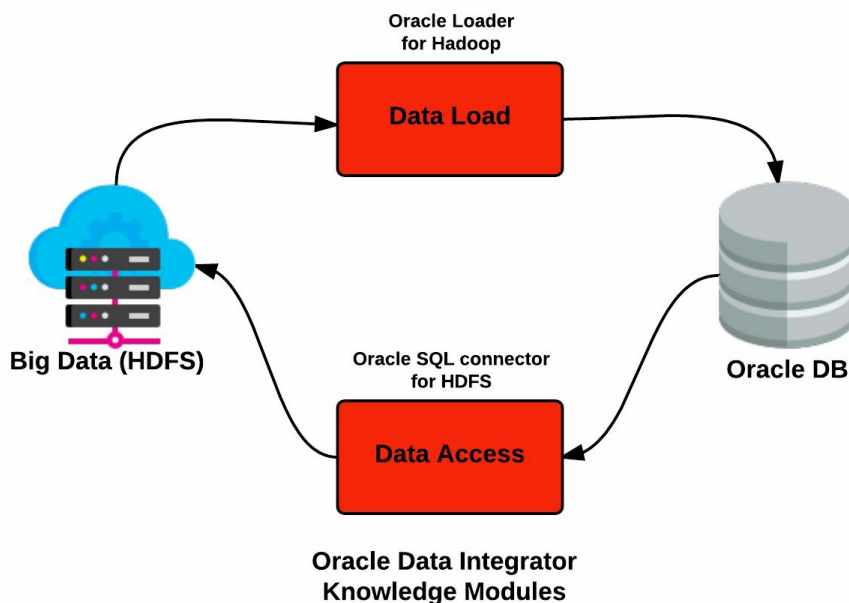 Oracle Loader
for Hadoop
Data Load
Big Data (HDFS)
Oracle DB
Oracle SQL connector
for HDFS
Data Access
Oracle Data Integrator
Knowledge Modules